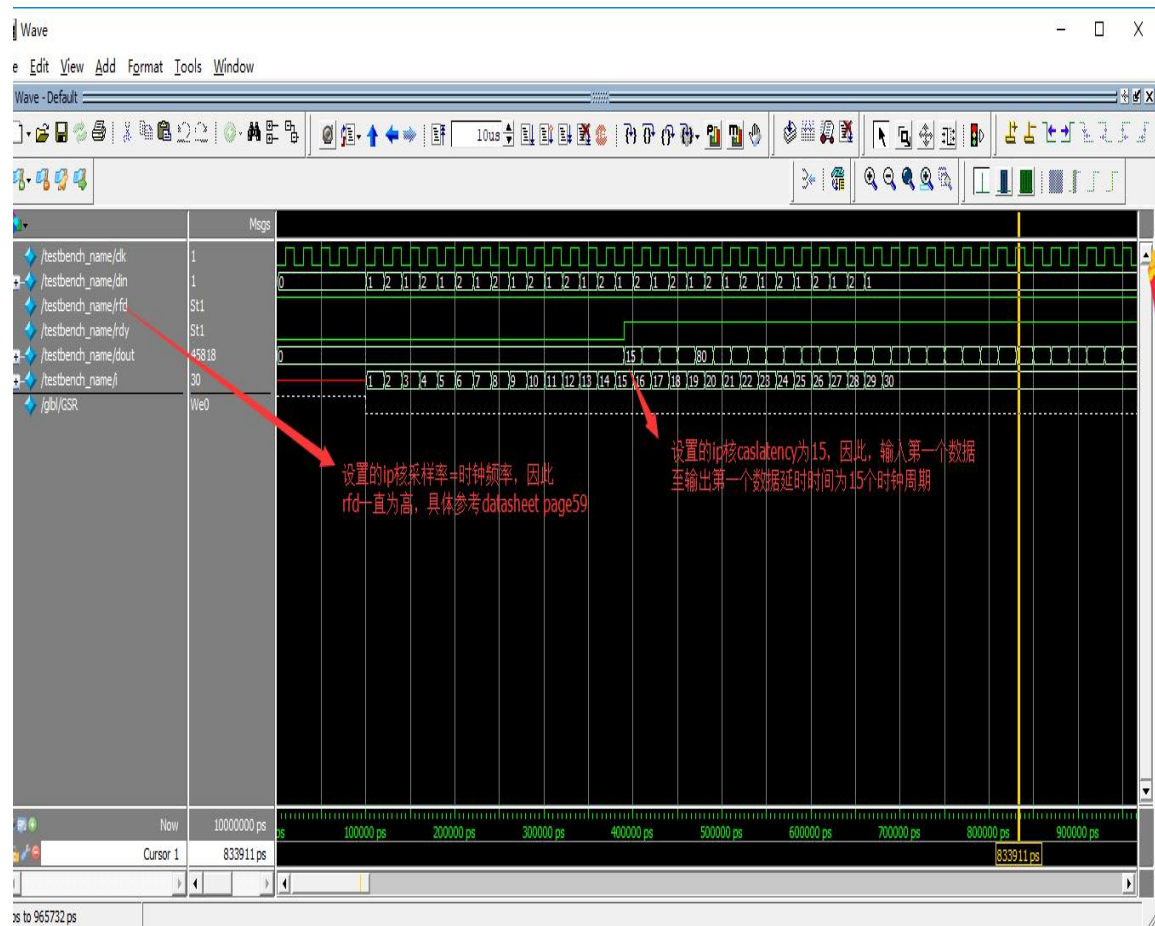 Wave
e Edit View Add Format Tools Window
Wave - Default
10us
Msgs
/testbench_name/clk 1
/testbench_name/din 1 0 1 2 1 2 1 2 1 2 1 2 1 2 1 2 1 2 1 2 1 2 1 2 1 2 1 2 1
/testbench_name/rfd St1
/testbench_name/rdy St1
/testbench_name/dout 45818 0 15 80
/testbench_name/i 30 1 2 3 4 5 6 7 8 9 10 11 12 13 14 15 16 17 18 19 20 21 22 23 24 25 26 27 28 29 30
/glbl/GSR We0
设置的ip核采样率=时钟频率，因此
rfd一直为高，具体参考datasheet page59
设置的ip核caslatency为15，因此，输入第一个数据
至输出第一个数据延时时间为15个时钟周期
Now 10000000 ps ps 100000 ps 200000 ps 300000 ps 400000 ps 500000 ps 600000 ps 700000 ps 800000 ps 900000 ps
Cursor 1 833911 ps 833911 ps
ps to 965732 ps